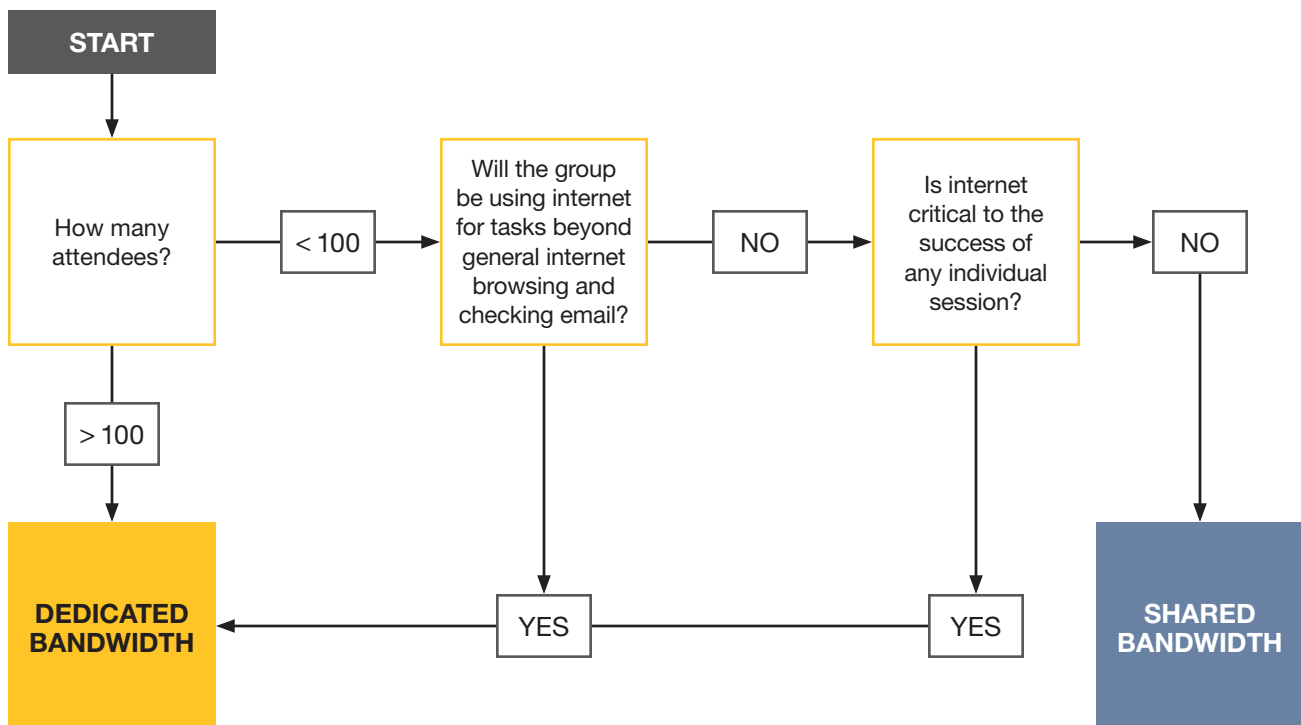 START
How many
attendees?
< 100
Will the group
be using internet
for tasks beyond
general internet
browsing and
checking email?
NO
Is internet
critical to the
success of
any individual
session?
NO
> 100
DEDICATED
BANDWIDTH
YES
YES
SHARED
BANDWIDTH